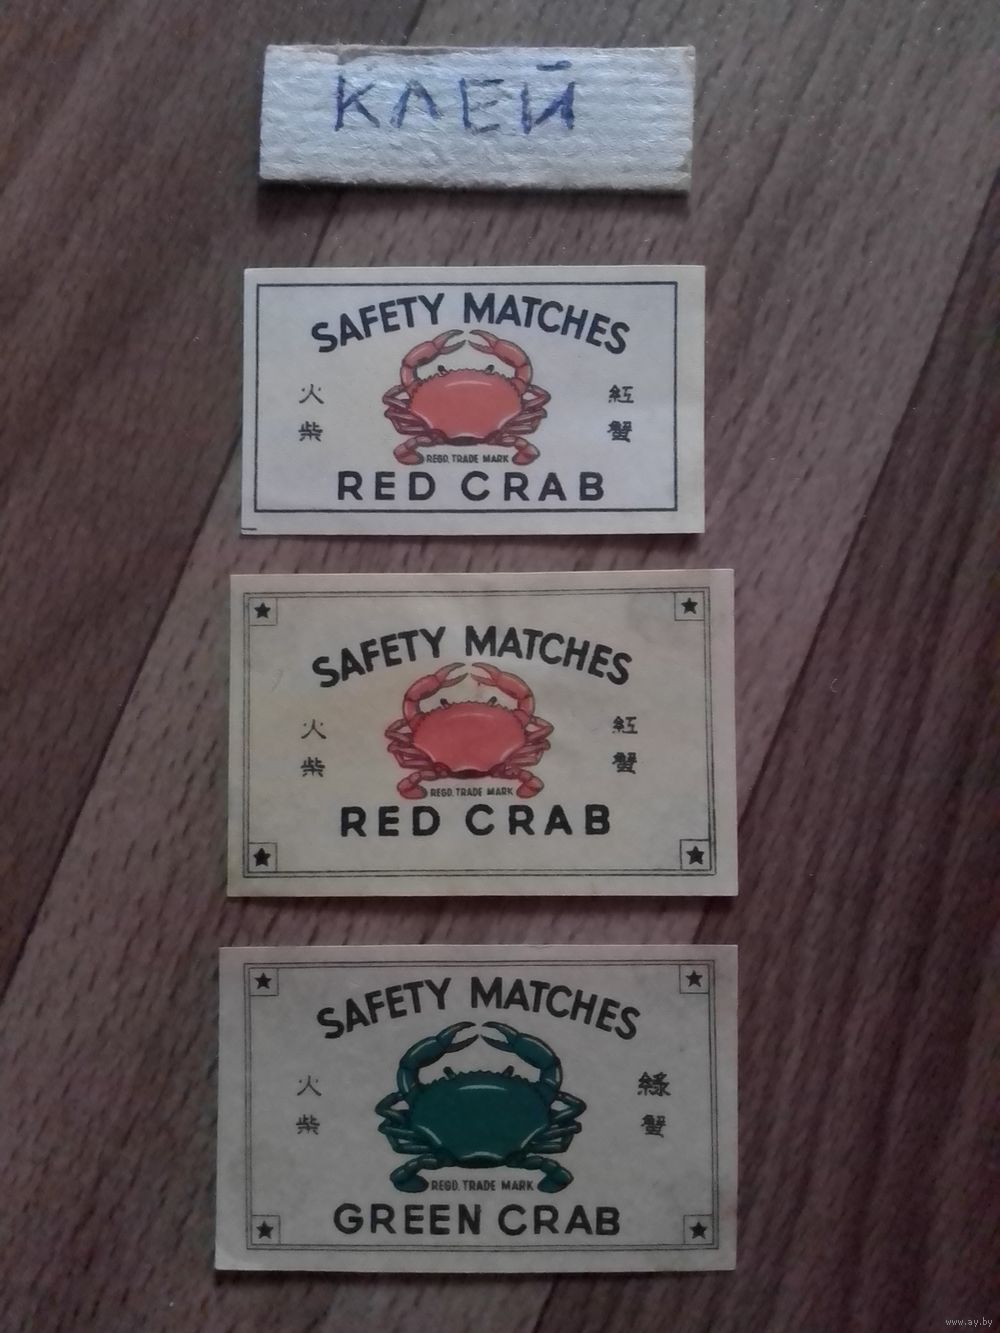 КЛЕЙ
SAFETY MATCHES
火柴
紅蟹
REGD. TRADE MARK
RED CRAB
SAFETY MATCHES
火柴
紅蟹
REGD. TRADE MARK
RED CRAB
SAFETY MATCHES
火柴
綠蟹
REGD. TRADE MARK
GREEN CRAB
www.ay.by